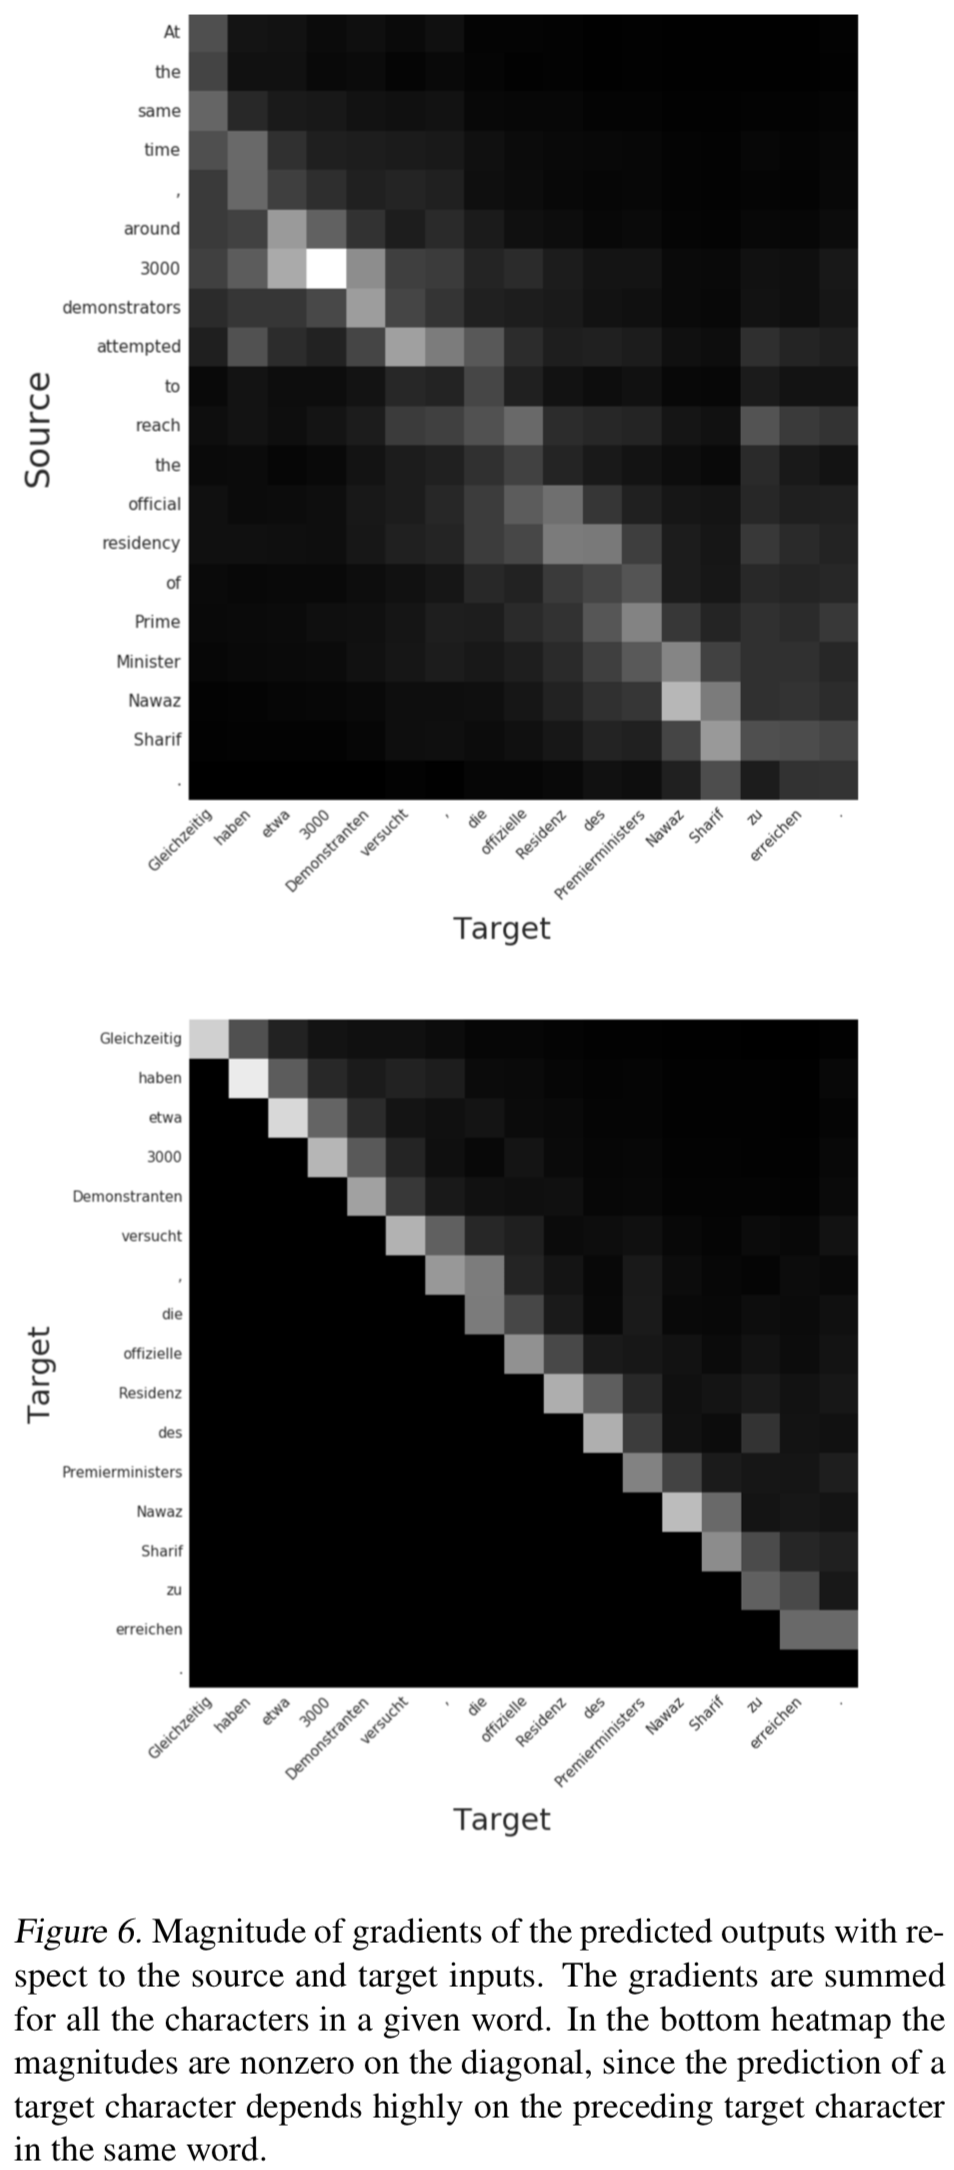 At
the
same
time
,
around
3000
demonstrators
attempted
to
reach
the
official
residency
of
Prime
Minister
Nawaz
Sharif
.
Source
Gleichzeitig
haben
etwa
3000
Demonstranten
versucht
,
die
offizielle
Residenz
des
Premierministers
Nawaz
Sharif
zu
erreichen
.
Target
Gleichzeitig
haben
etwa
3000
Demonstranten
versucht
,
die
offizielle
Residenz
des
Premierministers
Nawaz
Sharif
zu
erreichen
.
Target
Gleichzeitig
haben
etwa
3000
Demonstranten
versucht
,
die
offizielle
Residenz
des
Premierministers
Nawaz
Sharif
zu
erreichen
.
Target
Figure 6. Magnitude of gradients of the predicted outputs with re-
spect to the source and target inputs. The gradients are summed
for all the characters in a given word. In the bottom heatmap the
magnitudes are nonzero on the diagonal, since the prediction of a
target character depends highly on the preceding target character
in the same word.